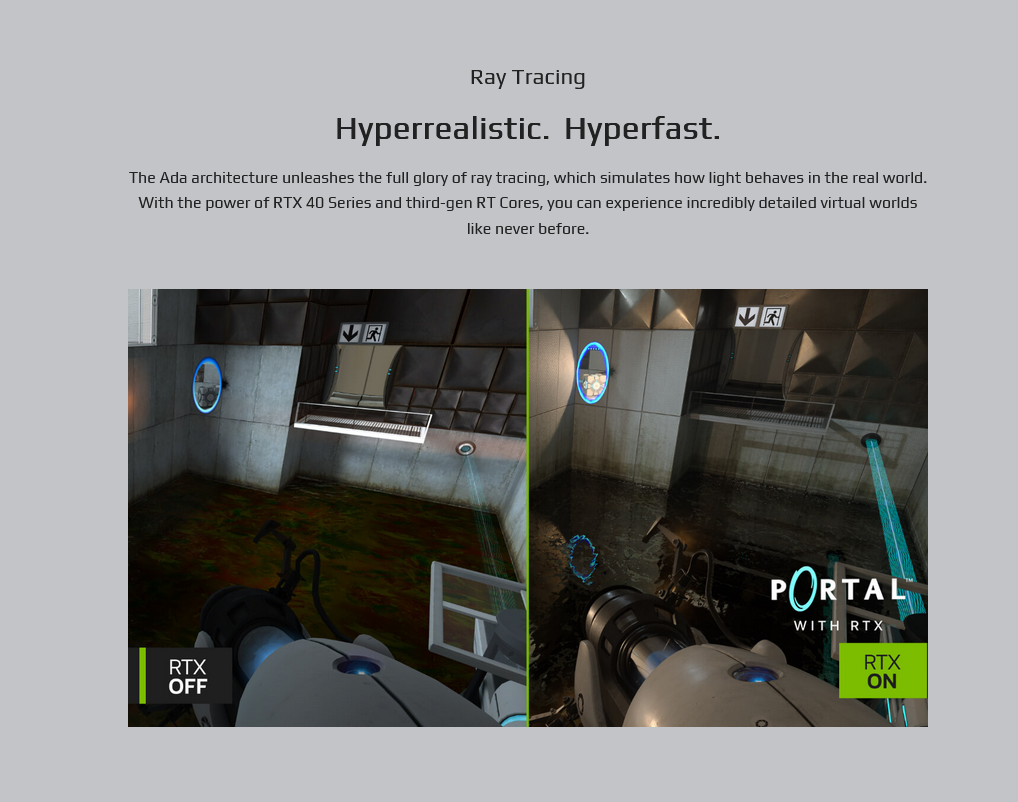 Ray Tracing
Hyperrealistic. Hyperfast.
The Ada architecture unleashes the full glory of ray tracing, which simulates how light behaves in the real world.
With the power of RTX 40 Series and third-gen RT Cores, you can experience incredibly detailed virtual worlds
like never before.
RTX
OFF
PORTAL™
WITH RTX
RTX
ON